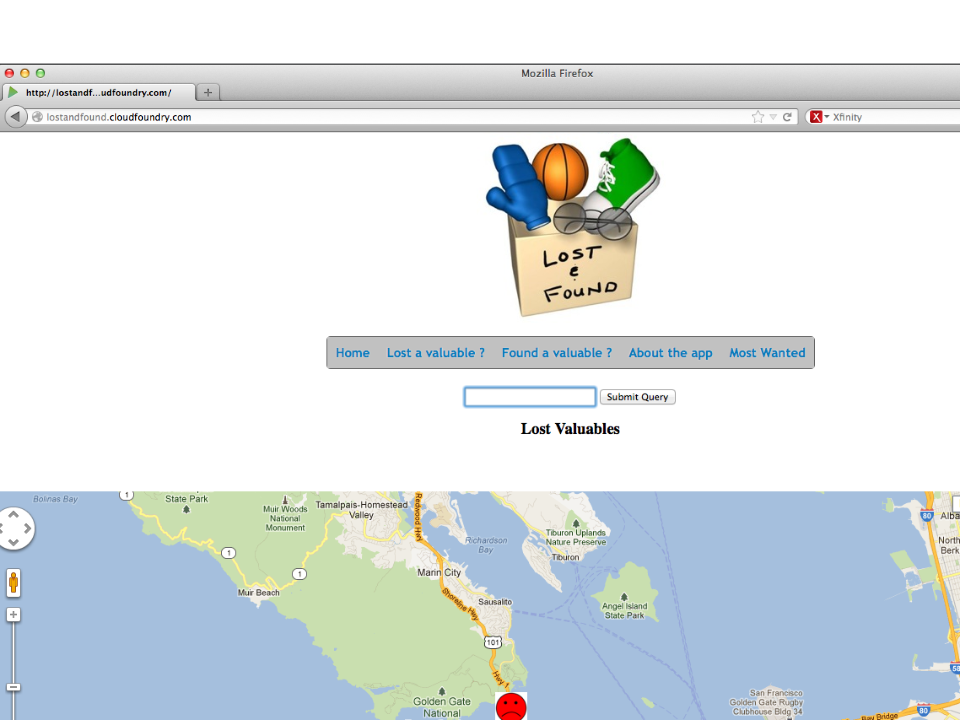 Mozilla Firefox
http://lostandf...udfoundry.com/
lostandfound.cloudfoundry.com
Xfinity
LOST
&
FOUND
Home Lost a valuable ? Found a valuable ? About the app Most Wanted
Submit Query
Lost Valuables
Bolinas Bay
1
State Park
Muir Woods
National
Monument
Tamalpais-Homestead
Valley
Redwood Hwy
Richardson
Bay
Tiburon Uplands
Nature Preserve
Tiburon
80
Alba
North
Berk
1
1
Muir Beach
Marin City
Shoreline Hwy
Sausalito
Angel Island
State Park
101
Hwy 1
58
Golden Gate
National
San Francisco
Golden Gate Rugby
Clubhouse Bldg 34
80
Bay Bridge